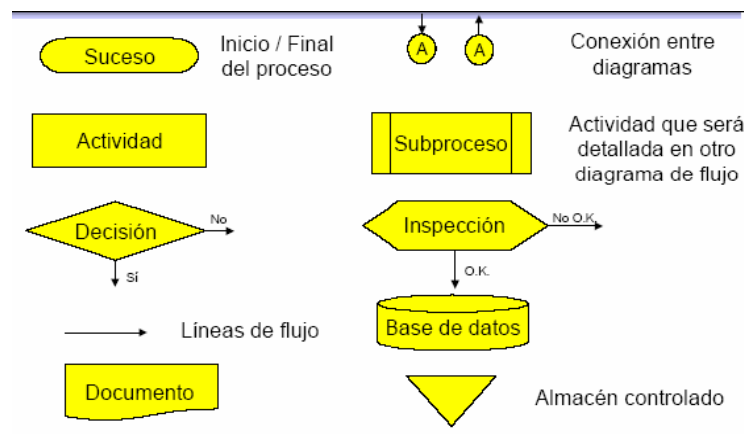 Suceso
Inicio / Final
del proceso
A
A
Conexión entre
diagramas
Actividad
Subproceso
Actividad que será
detallada en otro
diagrama de flujo
Decisión
No
Sí
Inspección
No O.K.
O.K.
Líneas de flujo
Base de datos
Documento
Almacén controlado